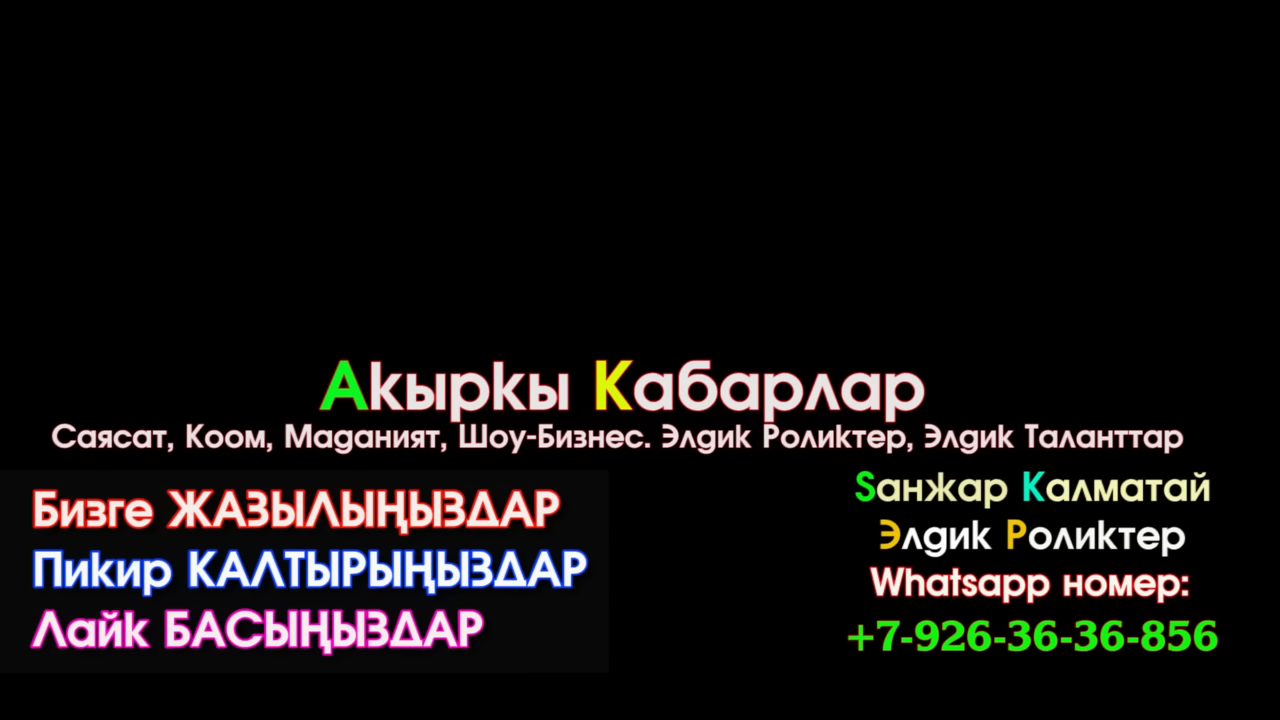 Акыркы Кабарлар
Саясат, Коом, Маданият, Шоу-Бизнес. Элдик Роликтер, Элдик Таланттар
Бизге ЖАЗЫЛЫҢЫЗДАР
Пикир КАЛТЫРЫҢЫЗДАР
Лайк БАСЫҢЫЗДАР
Sанжар Калматай
Элдик Роликтер
Whatsapp номер:
+7-926-36-36-856